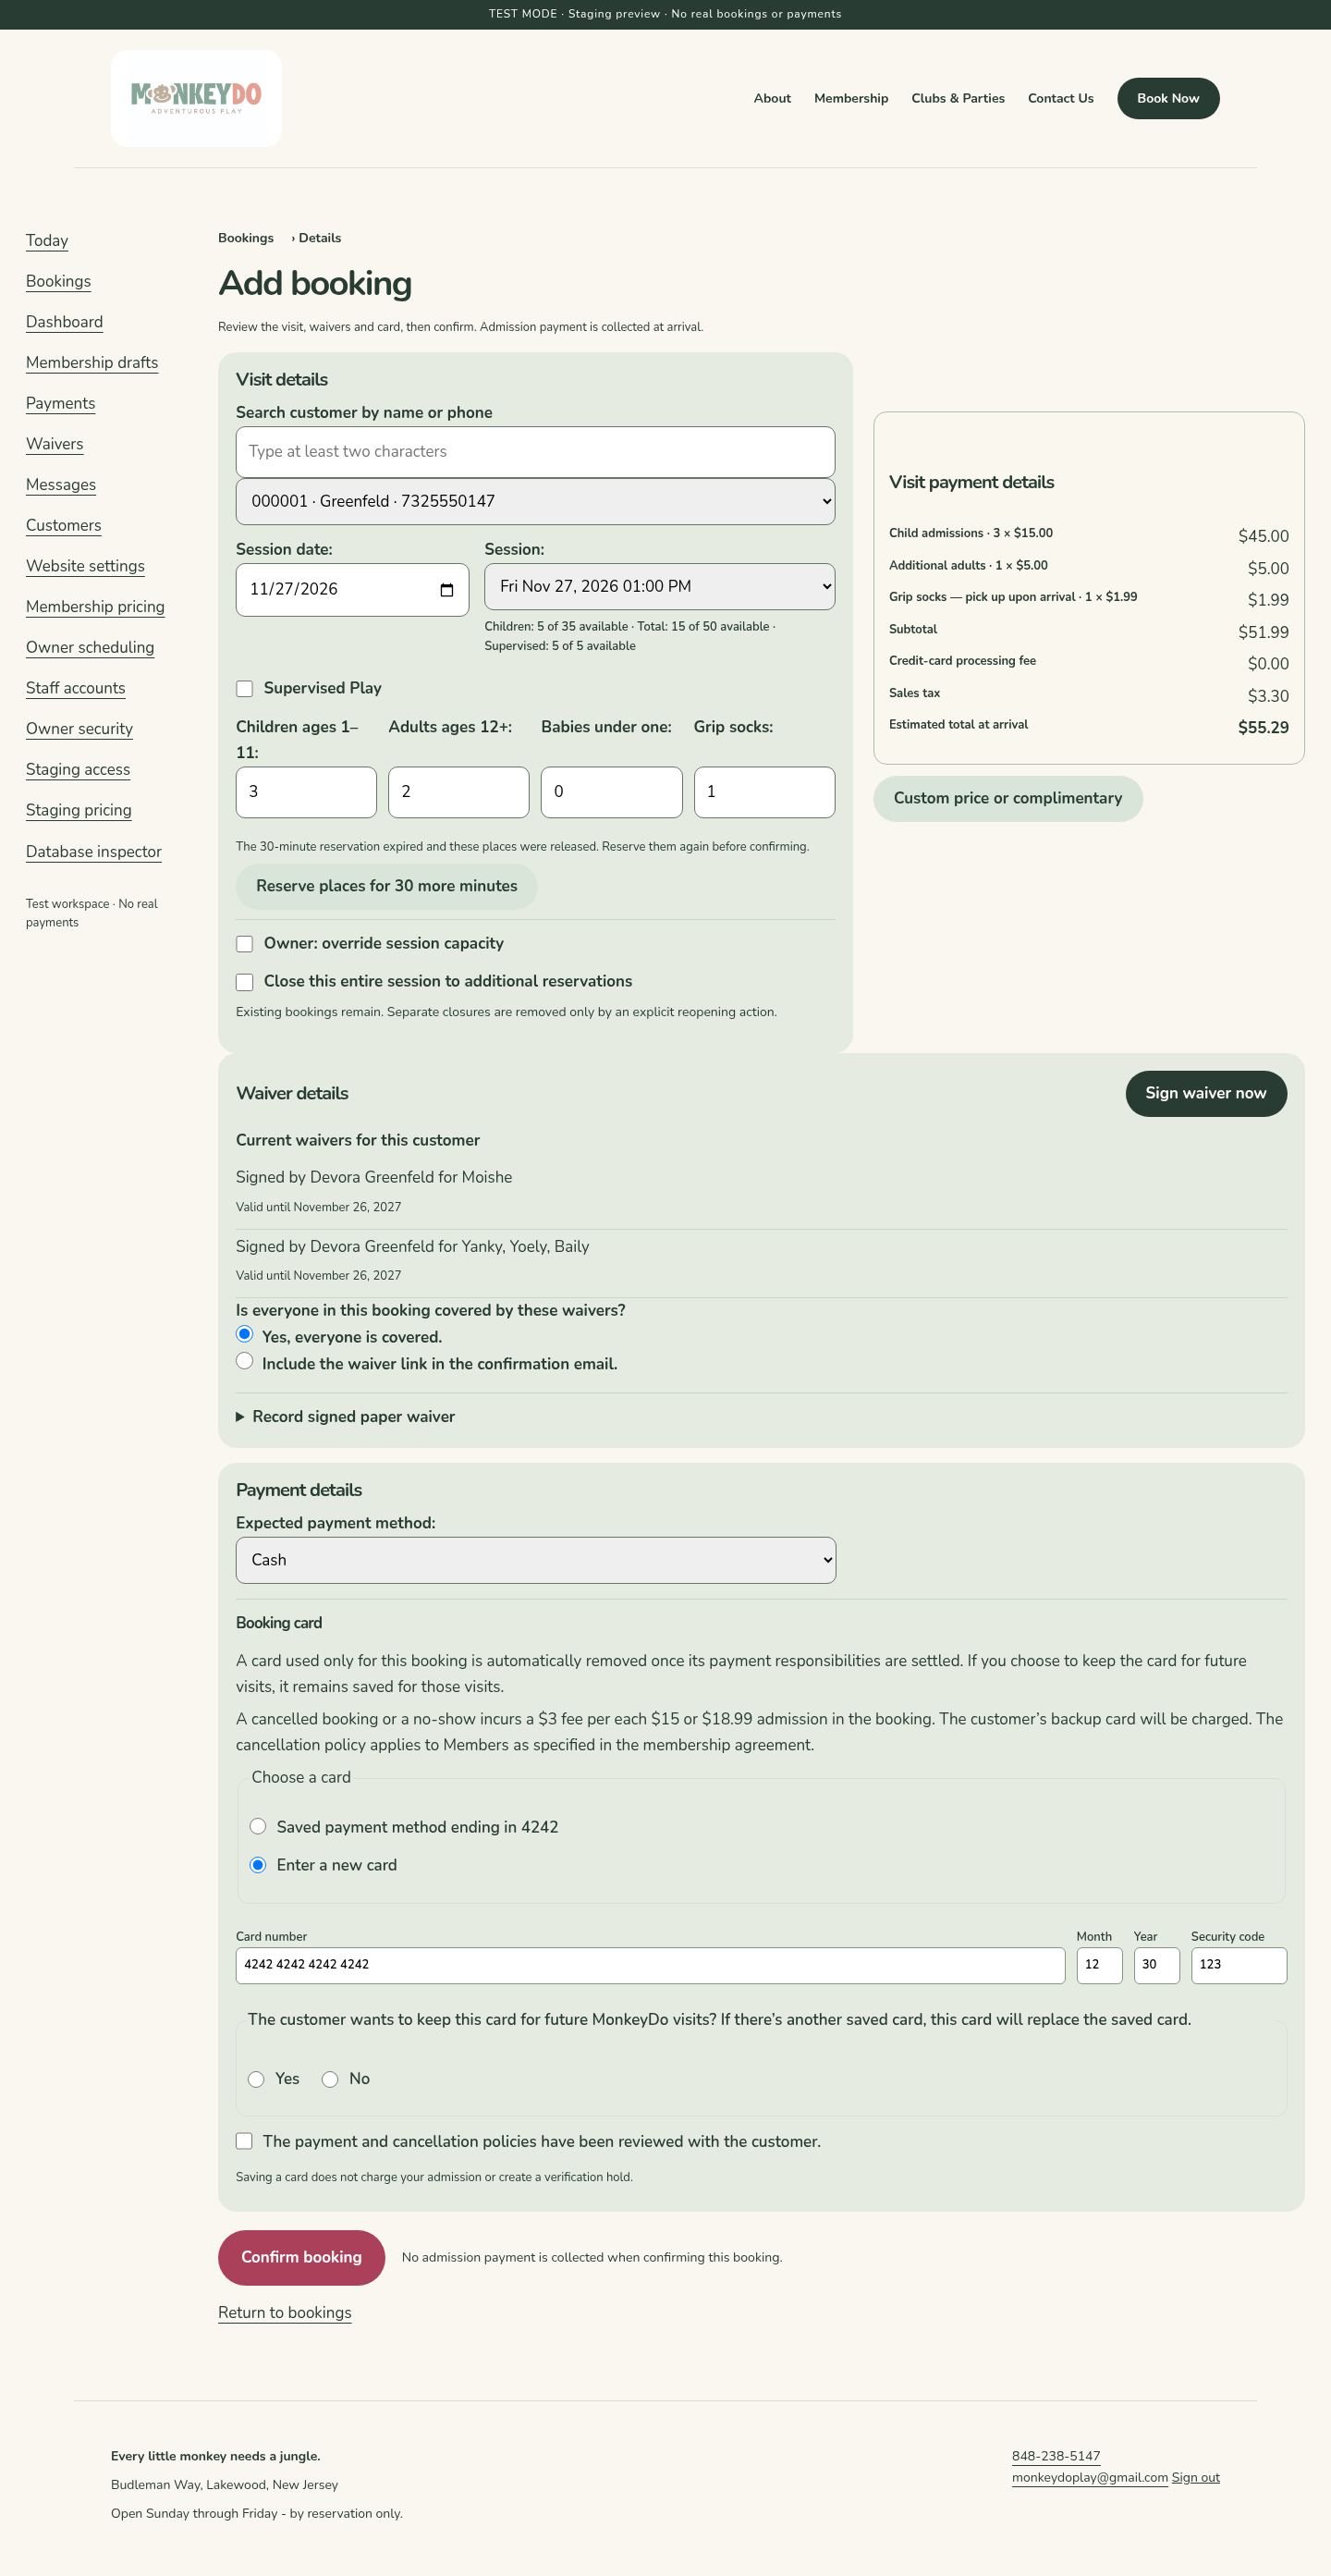 TEST MODE · Staging preview · No real bookings or payments
MONKEYDO
ADVENTUROUS PLAY
About
Membership
Clubs & Parties
Contact Us
Book Now
Today
Bookings
Dashboard
Membership drafts
Payments
Waivers
Messages
Customers
Website settings
Membership pricing
Owner scheduling
Staff accounts
Owner security
Staging access
Staging pricing
Database inspector
Test workspace · No real
payments
Bookings › Details
Add booking
Review the visit, waivers and card, then confirm. Admission payment is collected at arrival.
Visit details
Search customer by name or phone
Type at least two characters
000001 · Greenfeld · 7325550147
Session date:
11/27/2026
Session:
Fri Nov 27, 2026 01:00 PM
Children: 5 of 35 available · Total: 15 of 50 available ·
Supervised: 5 of 5 available
Supervised Play
Children ages 1–
11:
3
Adults ages 12+:
2
Babies under one:
0
Grip socks:
1
The 30-minute reservation expired and these places were released. Reserve them again before confirming.
Reserve places for 30 more minutes
Owner: override session capacity
Close this entire session to additional reservations
Existing bookings remain. Separate closures are removed only by an explicit reopening action.
Visit payment details
Child admissions · 3 × $15.00 $45.00
Additional adults · 1 × $5.00 $5.00
Grip socks — pick up upon arrival · 1 × $1.99 $1.99
Subtotal $51.99
Credit-card processing fee $0.00
Sales tax $3.30
Estimated total at arrival $55.29
Custom price or complimentary
Waiver details
Sign waiver now
Current waivers for this customer
Signed by Devora Greenfeld for Moishe
Valid until November 26, 2027
Signed by Devora Greenfeld for Yanky, Yoely, Baily
Valid until November 26, 2027
Is everyone in this booking covered by these waivers?
Yes, everyone is covered.
Include the waiver link in the confirmation email.
Record signed paper waiver
Payment details
Expected payment method:
Cash
Booking card
A card used only for this booking is automatically removed once its payment responsibilities are settled. If you choose to keep the card for future
visits, it remains saved for those visits.
A cancelled booking or a no-show incurs a $3 fee per each $15 or $18.99 admission in the booking. The customer’s backup card will be charged. The
cancellation policy applies to Members as specified in the membership agreement.
Choose a card
Saved payment method ending in 4242
Enter a new card
Card number
4242 4242 4242 4242
Month
12
Year
30
Security code
123
The customer wants to keep this card for future MonkeyDo visits? If there’s another saved card, this card will replace the saved card.
Yes
No
The payment and cancellation policies have been reviewed with the customer.
Saving a card does not charge your admission or create a verification hold.
Confirm booking
No admission payment is collected when confirming this booking.
Return to bookings
Every little monkey needs a jungle.
Budleman Way, Lakewood, New Jersey
Open Sunday through Friday - by reservation only.
848-238-5147
monkeydoplay@gmail.com Sign out